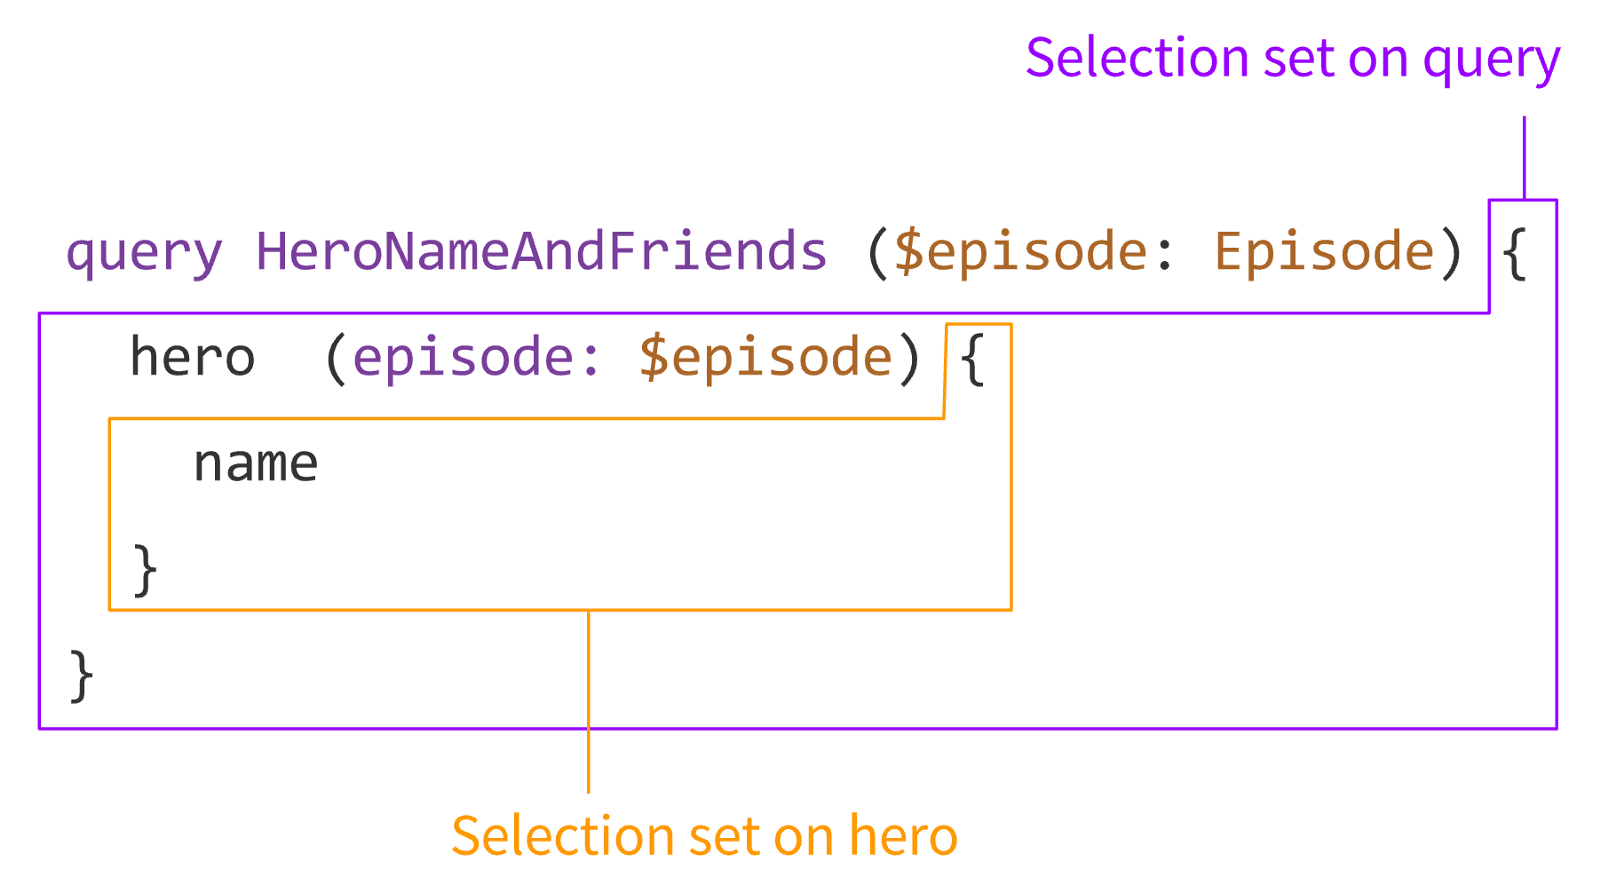 Selection set on query
query HeroNameAndFriends ($episode: Episode) {
hero (episode: $episode) {
name
}
}
Selection set on hero